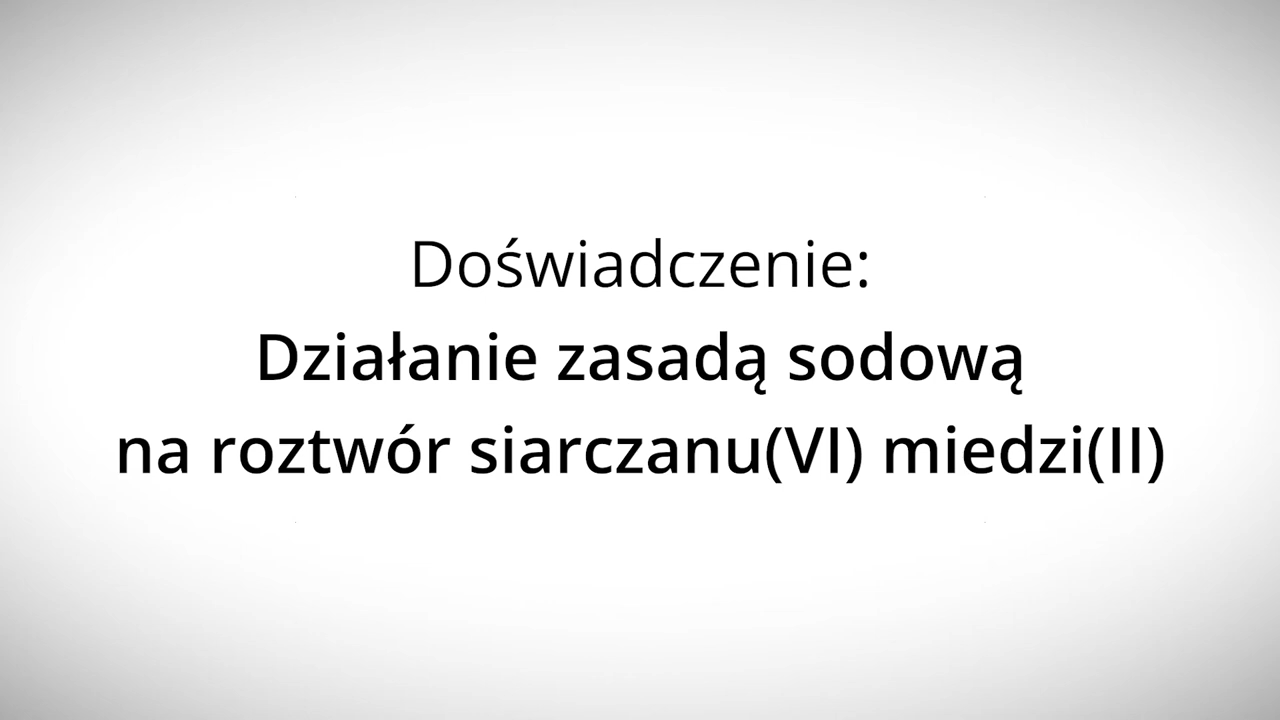 Doświadczenie:
Działanie zasadą sodową
na roztwór siarczanu(VI) miedzi(II)